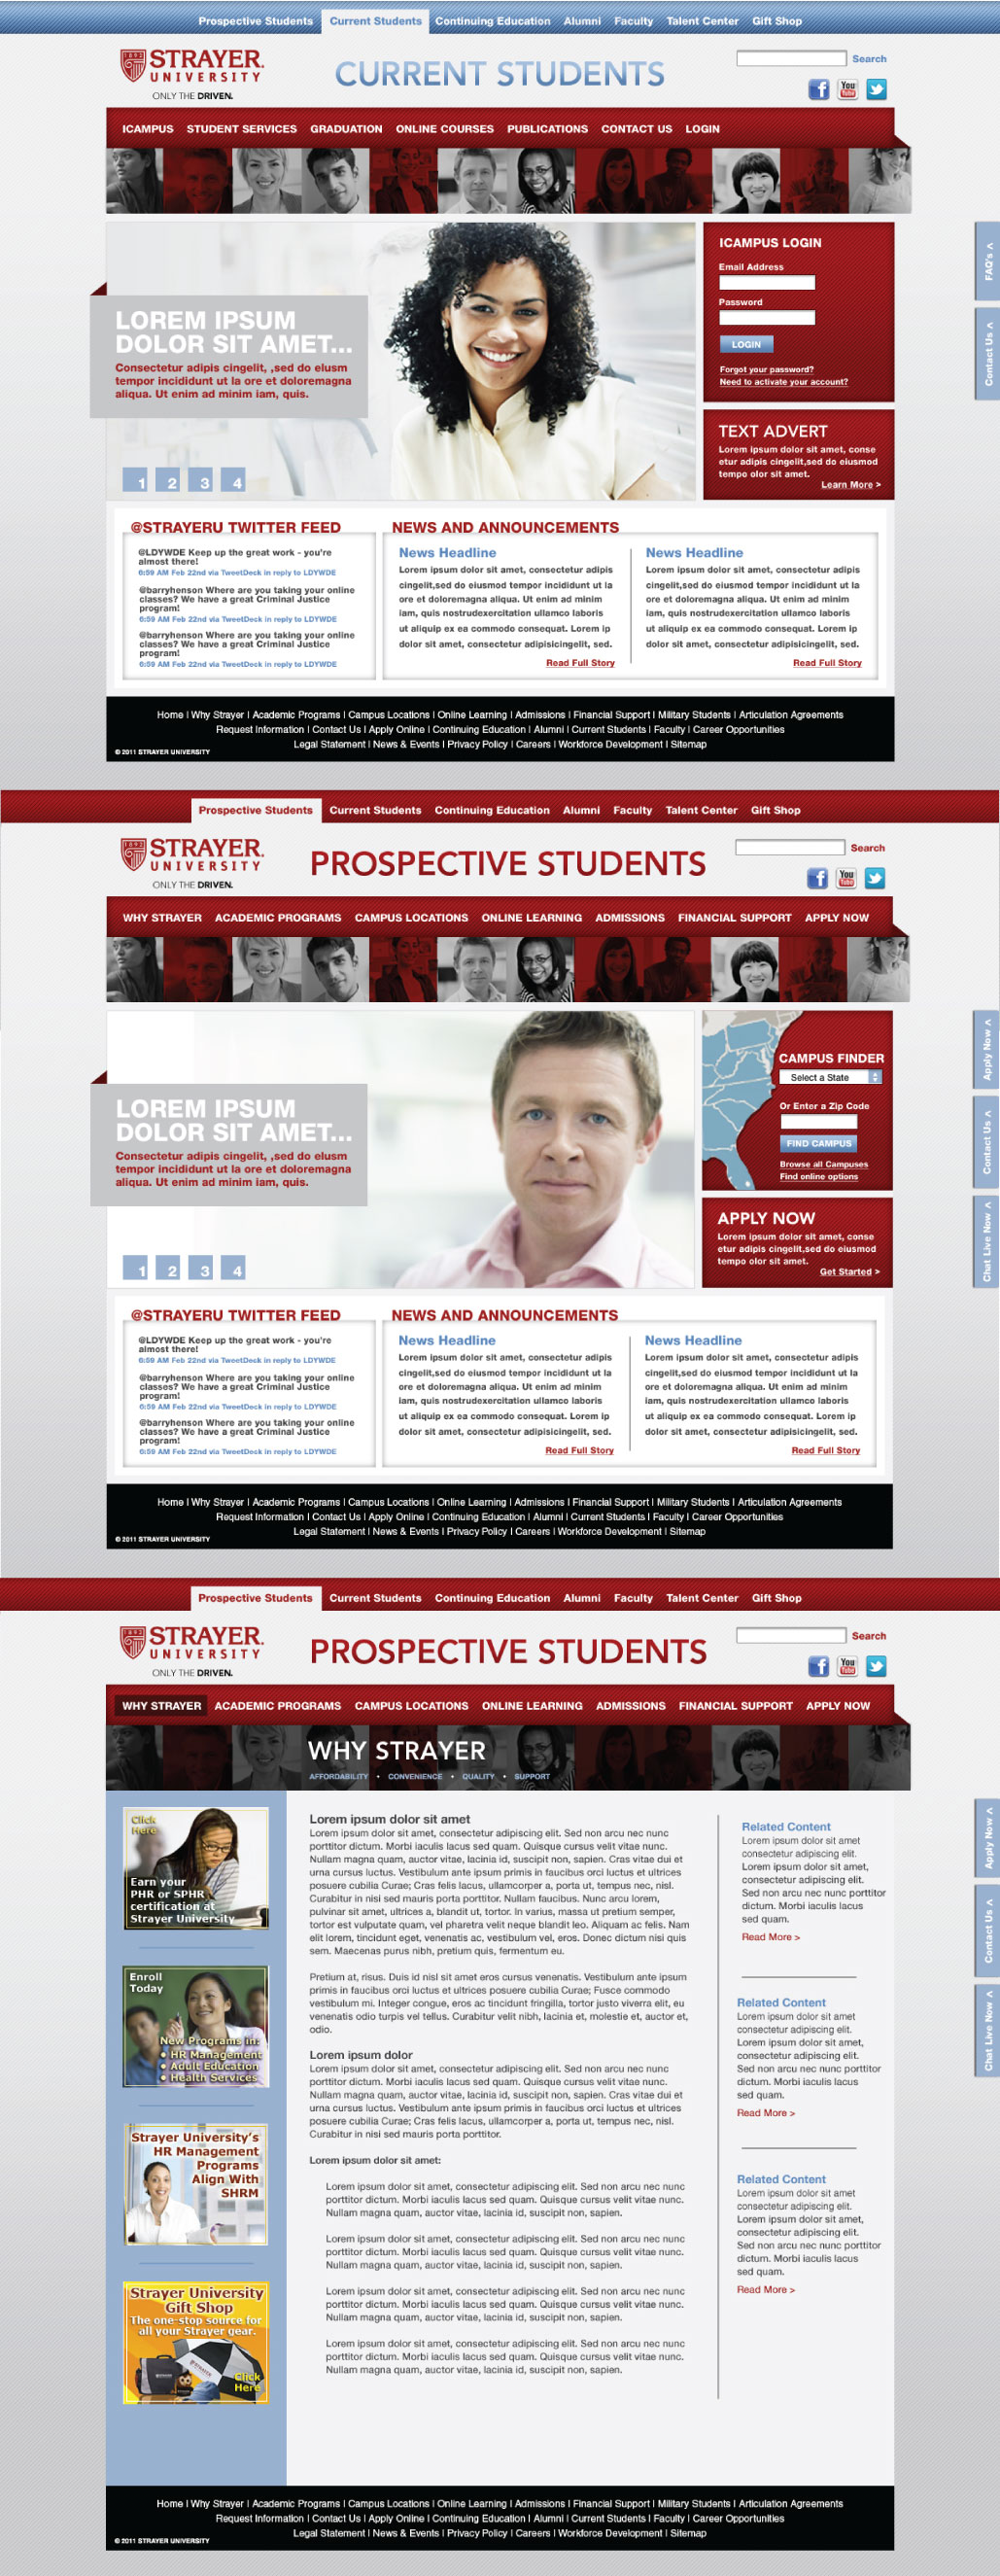 Prospective Students Current Students Continuing Education Alumni Faculty Talent Center Gift Shop
STRAYER
UNIVERSITY
ONLY THE DRIVEN.
CURRENT STUDENTS
Search
You
Tube
ICAMPUS STUDENT SERVICES GRADUATION ONLINE COURSES PUBLICATIONS CONTACT US LOGIN
LOREM IPSUM
DOLOR SIT AMET...
Consectetur adipis cingelit, ,sed do elusm
tempor incididunt ut la ore et doloremagna
aliqua. Ut enim ad minim iam, quis.
1 2 3 4
ICAMPUS LOGIN
Email Address
Password
LOGIN
Forgot your password?
Need to activate your account?
TEXT ADVERT
Lorem ipsum dolor sit amet, conse
etur adipis cingelit,sed do eiusmod
tempo olor sit amet.
Learn More >
FAQ's <
Contact Us <
@STRAYERU TWITTER FEED
@LDYWDE Keep up the great work - you're
almost there!
6:59 AM Feb 22nd via TweetDeck in reply to LDYWDE
@barryhenson Where are you taking your online
classes? We have a great Criminal Justice
program!
6:59 AM Feb 22nd via TweetDeck in reply to LDYWDE
@barryhenson Where are you taking your online
classes? We have a great Criminal Justice
program!
6:59 AM Feb 22nd via TweetDeck in reply to LDYWDE
NEWS AND ANNOUNCEMENTS
News Headline
Lorem ipsum dolor sit amet, consectetur adipis
cingelit,sed do eiusmod tempor incididunt ut la
ore et doloremagna aliqua. Ut enim ad minim
iam, quis nostrudexercitation ullamco laboris
ut aliquip ex ea commodo consequat. Lorem ip
dolor sit amet, consectetur adipisicingelit, sed.
Read Full Story
News Headline
Lorem ipsum dolor sit amet, consectetur adipis
cingelit,sed do eiusmod tempor incididunt ut la
ore et doloremagna aliqua. Ut enim ad minim
iam, quis nostrudexercitation ullamco laboris
ut aliquip ex ea commodo consequat. Lorem ip
dolor sit amet, consectetur adipisicingelit, sed.
Read Full Story
Home | Why Strayer | Academic Programs | Campus Locations | Online Learning | Admissions | Financial Support | Military Students | Articulation Agreements
Request Information | Contact Us | Apply Online | Continuing Education | Alumni | Current Students | Faculty | Career Opportunities
Legal Statement | News & Events | Privacy Policy | Careers | Workforce Development | Sitemap
© 2011 STRAYER UNIVERSITY
Prospective Students Current Students Continuing Education Alumni Faculty Talent Center Gift Shop
STRAYER
UNIVERSITY
ONLY THE DRIVEN.
PROSPECTIVE STUDENTS
Search
You
Tube
WHY STRAYER ACADEMIC PROGRAMS CAMPUS LOCATIONS ONLINE LEARNING ADMISSIONS FINANCIAL SUPPORT APPLY NOW
LOREM IPSUM
DOLOR SIT AMET...
Consectetur adipis cingelit, ,sed do elusm
tempor incididunt ut la ore et doloremagna
aliqua. Ut enim ad minim iam, quis.
1 2 3 4
CAMPUS FINDER
Select a State
Or Enter a Zip Code
FIND CAMPUS
Browse all Campuses
Find online options
APPLY NOW
Lorem ipsum dolor sit amet, conse
etur adipis cingelit,sed do eiusmod
tempo olor sit amet.
Get Started >
Apply Now <
Contact Us <
Chat Live Now <
@STRAYERU TWITTER FEED
@LDYWDE Keep up the great work - you're
almost there!
6:59 AM Feb 22nd via TweetDeck in reply to LDYWDE
@barryhenson Where are you taking your online
classes? We have a great Criminal Justice
program!
6:59 AM Feb 22nd via TweetDeck in reply to LDYWDE
@barryhenson Where are you taking your online
classes? We have a great Criminal Justice
program!
6:59 AM Feb 22nd via TweetDeck in reply to LDYWDE
NEWS AND ANNOUNCEMENTS
News Headline
Lorem ipsum dolor sit amet, consectetur adipis
cingelit,sed do eiusmod tempor incididunt ut la
ore et doloremagna aliqua. Ut enim ad minim
iam, quis nostrudexercitation ullamco laboris
ut aliquip ex ea commodo consequat. Lorem ip
dolor sit amet, consectetur adipisicingelit, sed.
Read Full Story
News Headline
Lorem ipsum dolor sit amet, consectetur adipis
cingelit,sed do eiusmod tempor incididunt ut la
ore et doloremagna aliqua. Ut enim ad minim
iam, quis nostrudexercitation ullamco laboris
ut aliquip ex ea commodo consequat. Lorem ip
dolor sit amet, consectetur adipisicingelit, sed.
Read Full Story
Home | Why Strayer | Academic Programs | Campus Locations | Online Learning | Admissions | Financial Support | Military Students | Articulation Agreements
Request Information | Contact Us | Apply Online | Continuing Education | Alumni | Current Students | Faculty | Career Opportunities
Legal Statement | News & Events | Privacy Policy | Careers | Workforce Development | Sitemap
© 2011 STRAYER UNIVERSITY
Prospective Students Current Students Continuing Education Alumni Faculty Talent Center Gift Shop
STRAYER
UNIVERSITY
ONLY THE DRIVEN.
PROSPECTIVE STUDENTS
Search
You
Tube
WHY STRAYER ACADEMIC PROGRAMS CAMPUS LOCATIONS ONLINE LEARNING ADMISSIONS FINANCIAL SUPPORT APPLY NOW
WHY STRAYER
AFFORDABILITY • CONVENIENCE • QUALITY • SUPPORT
Click
Here
Earn your
PHR or SPHR
certification at
Strayer University
Enroll
Today
New Programs in:
• HR Management
• Adult Education
• Health Services
Strayer University's
HR Management
Programs
Align With
SHRM
Strayer University
Gift Shop
The one-stop source for
all your Strayer gear.
Click
Here
Lorem ipsum dolor sit amet
Lorem ipsum dolor sit amet, consectetur adipiscing elit. Sed non arcu nec nunc
porttitor dictum. Morbi iaculis lacus sed quam. Quisque cursus velit vitae nunc.
Nullam magna quam, auctor vitae, lacinia id, suscipit non, sapien. Cras vitae dui et
urna cursus luctus. Vestibulum ante ipsum primis in faucibus orci luctus et ultrices
posuere cubilia Curae; Cras felis lacus, ullamcorper a, porta ut, tempus nec, nisl.
Curabitur in nisi sed mauris porta porttitor. Nullam faucibus. Nunc arcu lorem,
pulvinar sit amet, ultrices a, blandit ut, tortor. In varius, massa ut pretium semper,
tortor est vulputate quam, vel pharetra velit neque blandit leo. Aliquam ac felis. Nam
elit lorem, tincidunt eget, venenatis ac, vestibulum vel, eros. Donec dictum nisi quis
sem. Maecenas purus nibh, pretium quis, fermentum eu.
Pretium at, risus. Duis id nisl sit amet eros cursus venenatis. Vestibulum ante ipsum
primis in faucibus orci luctus et ultrices posuere cubilia Curae; Fusce commodo
vestibulum mi. Integer congue, eros ac tincidunt fringilla, tortor justo viverra elit, eu
venenatis odio turpis vel tellus. Curabitur velit nibh, lacinia et, molestie et, auctor et,
odio.
Lorem ipsum dolor
Lorem ipsum dolor sit amet, consectetur adipiscing elit. Sed non arcu nec nunc
porttitor dictum. Morbi iaculis lacus sed quam. Quisque cursus velit vitae nunc.
Nullam magna quam, auctor vitae, lacinia id, suscipit non, sapien. Cras vitae dui et
urna cursus luctus. Vestibulum ante ipsum primis in faucibus orci luctus et ultrices
posuere cubilia Curae; Cras felis lacus, ullamcorper a, porta ut, tempus nec, nisl.
Curabitur in nisi sed mauris porta porttitor.
Lorem ipsum dolor sit amet:
Lorem ipsum dolor sit amet, consectetur adipiscing elit. Sed non arcu nec nunc
porttitor dictum. Morbi iaculis lacus sed quam. Quisque cursus velit vitae nunc.
Nullam magna quam, auctor vitae, lacinia id, suscipit non, sapien.
Lorem ipsum dolor sit amet, consectetur adipiscing elit. Sed non arcu nec nunc
porttitor dictum. Morbi iaculis lacus sed quam. Quisque cursus velit vitae nunc.
Nullam magna quam, auctor vitae, lacinia id, suscipit non, sapien.
Lorem ipsum dolor sit amet, consectetur adipiscing elit. Sed non arcu nec nunc
porttitor dictum. Morbi iaculis lacus sed quam. Quisque cursus velit vitae nunc.
Nullam magna quam, auctor vitae, lacinia id, suscipit non, sapien.
Lorem ipsum dolor sit amet, consectetur adipiscing elit. Sed non arcu nec nunc
porttitor dictum. Morbi iaculis lacus sed quam. Quisque cursus velit vitae nunc.
Nullam magna quam, auctor vitae, lacinia id, suscipit non, sapien.
Related Content
Lorem ipsum dolor sit amet
consectetur adipiscing elit.
Lorem ipsum dolor sit amet,
consectetur adipiscing elit.
Sed non arcu nec nunc porttitor
dictum. Morbi iaculis lacus
sed quam.
Read More >
Related Content
Lorem ipsum dolor sit amet
consectetur adipiscing elit.
Lorem ipsum dolor sit amet,
consectetur adipiscing elit.
Sed non arcu nec nunc porttitor
dictum. Morbi iaculis lacus
sed quam.
Read More >
Related Content
Lorem ipsum dolor sit amet
consectetur adipiscing elit.
Lorem ipsum dolor sit amet,
consectetur adipiscing elit.
Sed non arcu nec nunc porttitor
dictum. Morbi iaculis lacus
sed quam.
Read More >
Apply Now <
Contact Us <
Chat Live Now <
Home | Why Strayer | Academic Programs | Campus Locations | Online Learning | Admissions | Financial Support | Military Students | Articulation Agreements
Request Information | Contact Us | Apply Online | Continuing Education | Alumni | Current Students | Faculty | Career Opportunities
Legal Statement | News & Events | Privacy Policy | Careers | Workforce Development | Sitemap
© 2011 STRAYER UNIVERSITY